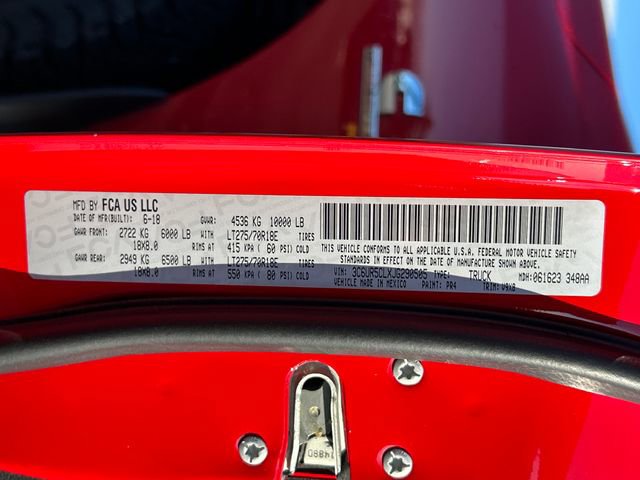 MFD BY FCA US LLC
DATE OF MFR(BUILT): 6-18 GVWR: 4536 KG 10000 LB
GAWR FRONT: 2722 KG 6000 LB LT275/70R18E TIRES
18X8.0 RIMS AT 415 KPA ( 60 PSI) COLD
GAWR REAR: 2949 KG 6500 LB LT275/70R18E TIRES
18X8.0 RIMS AT 550 KPA ( 80 PSI) COLD
THIS VEHICLE CONFORMS TO ALL APPLICABLE U.S.A. FEDERAL MOTOR VEHICLE SAFETY
STANDARDS IN EFFECT ON THE DATE OF MANUFACTURE SHOWN ABOVE.
VIN: 3C6UR5CLXJG290505 TYPE: TRUCK MDH: 061623 348AA
VEHICLE MADE IN MEXICO PAINT: PR4 TRIM: V9X8